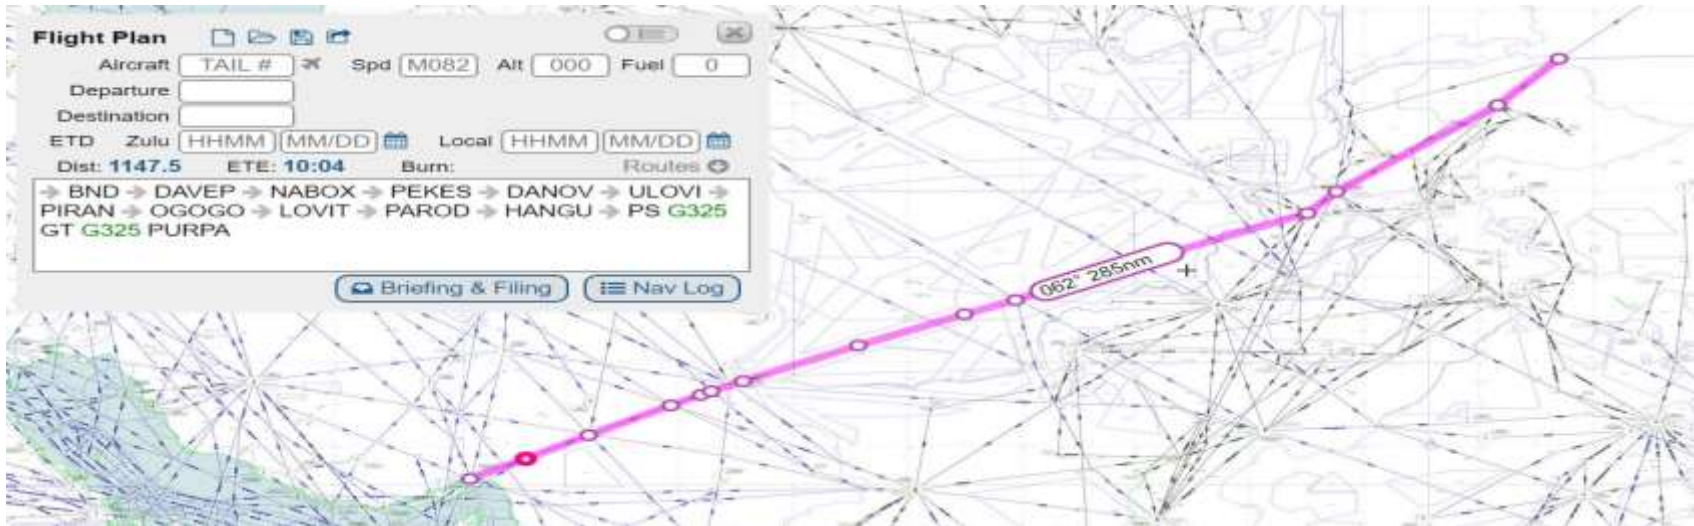 Flight Plan
Aircraft TAIL # Spd M082 Alt 000 Fuel 0
Departure
Destination
ETD Zulu HHMM MM/DD Local HHMM MM/DD
Dist: 1147.5 ETE: 10:04 Burn: Routes
→ BND → DAVEP → NABOX → PEKES → DANOV → ULOVI →
PIRAN → OGOGO → LOVIT → PAROD → HANGU → PS G325
GT G325 PURPA
Briefing & Filing Nav Log
062° 285nm